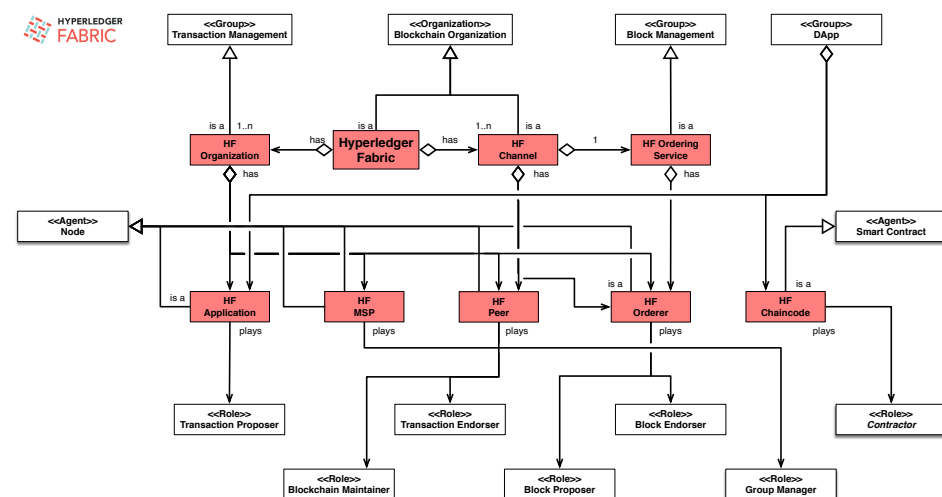 HYPERLEDGER
FABRIC
<<Group>>
Transaction Management
<<Organization>>
Blockchain Organization
<<Group>>
Block Management
<<Group>>
DApp
is a
1..n
is a
1..n
is a
is a
HF
Organization
has
Hyperledger
Fabric
has
HF
Channel
1
HF Ordering
Service
has
has
has
<<Agent>>
Node
<<Agent>>
Smart Contract
is a
is a
is a
HF
Application
HF
MSP
HF
Peer
HF
Orderer
HF
Chaincode
plays
plays
plays
plays
plays
<<Role>>
Transaction Proposer
<<Role>>
Transaction Endorser
<<Role>>
Block Endorser
<<Role>>
Contractor
<<Role>>
Blockchain Maintainer
<<Role>>
Block Proposer
<<Role>>
Group Manager